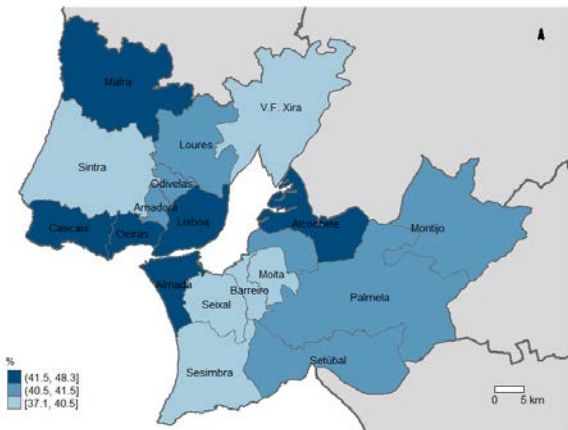 Mafra
V.F. Xira
Loures
Sintra
Odivelas
Amadora
Lisboa
Cascais
Oeiras
Alcochete
Montijo
Almada
Moita
Barreiro
Seixal
Palmela
Sesimbra
Setúbal
%
(41.5, 48.3]
(40.5, 41.5]
[37.1, 40.5]
0 5 km